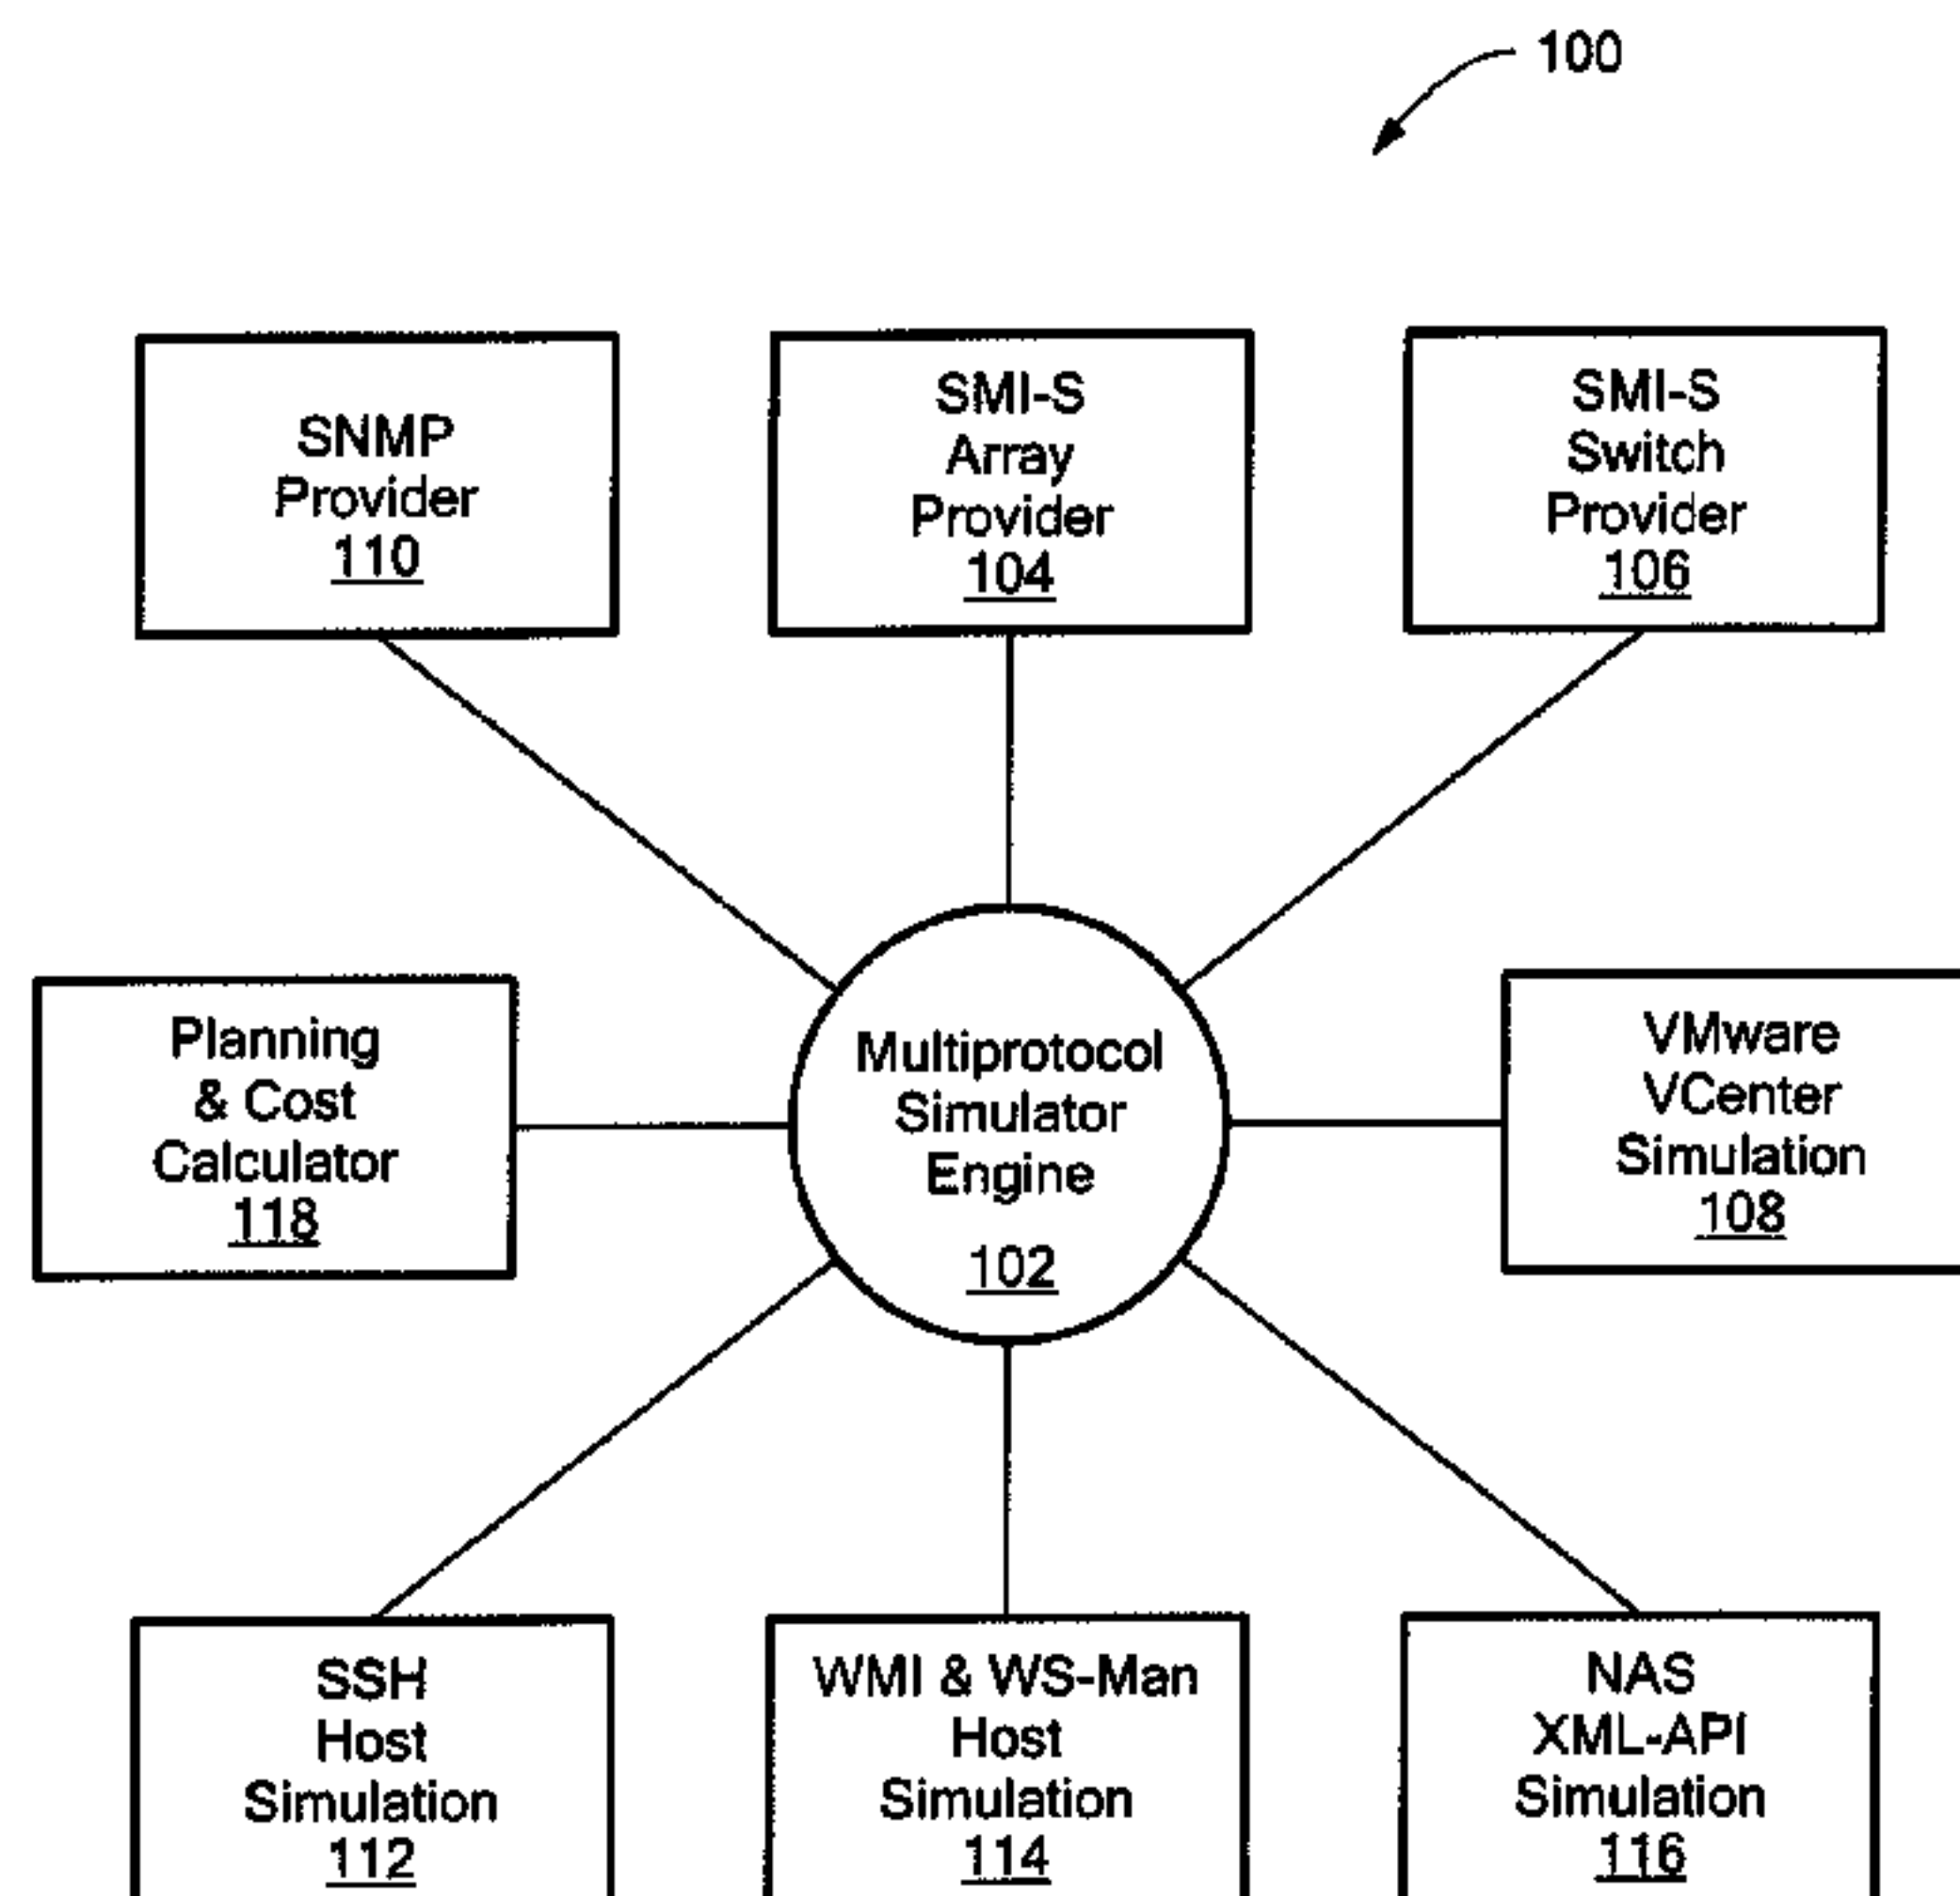 100
SNMP
Provider
110
SMI-S
Array
Provider
104
SMI-S
Switch
Provider
106
Planning
& Cost
Calculator
118
Multiprotocol
Simulator
Engine
102
VMware
VCenter
Simulation
108
SSH
Host
Simulation
112
WMI & WS-Man
Host
Simulation
114
NAS
XML-API
Simulation
116